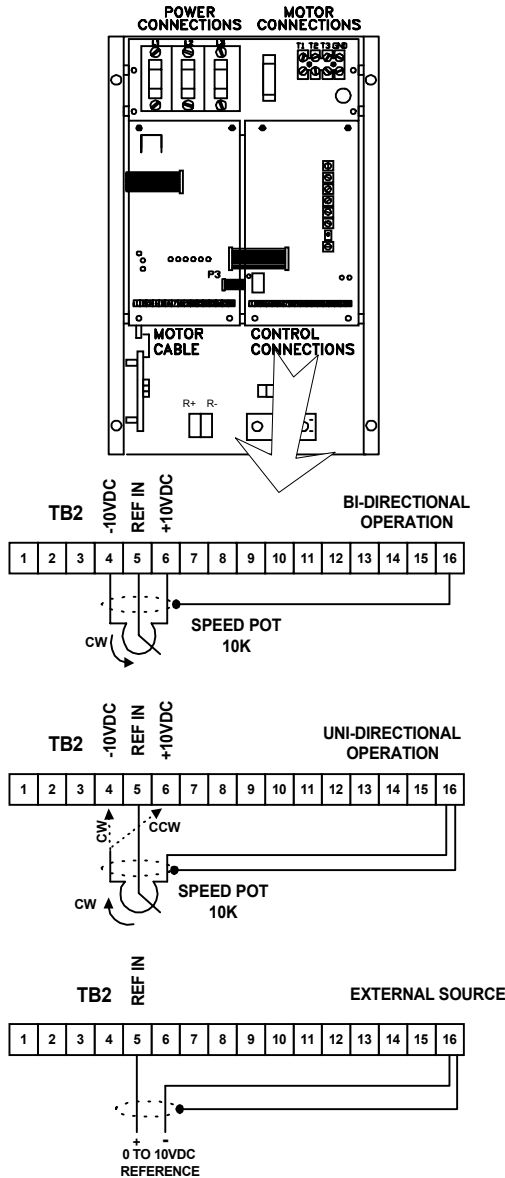 POWER CONNECTIONS
MOTOR CONNECTIONS
T1 T2 T3 GND
P3
MOTOR CABLE
CONTROL CONNECTIONS
R+ R-
TB2
-10VDC
REF IN
+10VDC
BI-DIRECTIONAL OPERATION
1 2 3 4 5 6 7 8 9 10 11 12 13 14 15 16
CW
SPEED POT
10K
TB2
-10VDC
REF IN
+10VDC
UNI-DIRECTIONAL OPERATION
1 2 3 4 5 6 7 8 9 10 11 12 13 14 15 16
CW
CCW
CW
SPEED POT
10K
TB2
REF IN
EXTERNAL SOURCE
1 2 3 4 5 6 7 8 9 10 11 12 13 14 15 16
+ -
0 TO 10VDC
REFERENCE